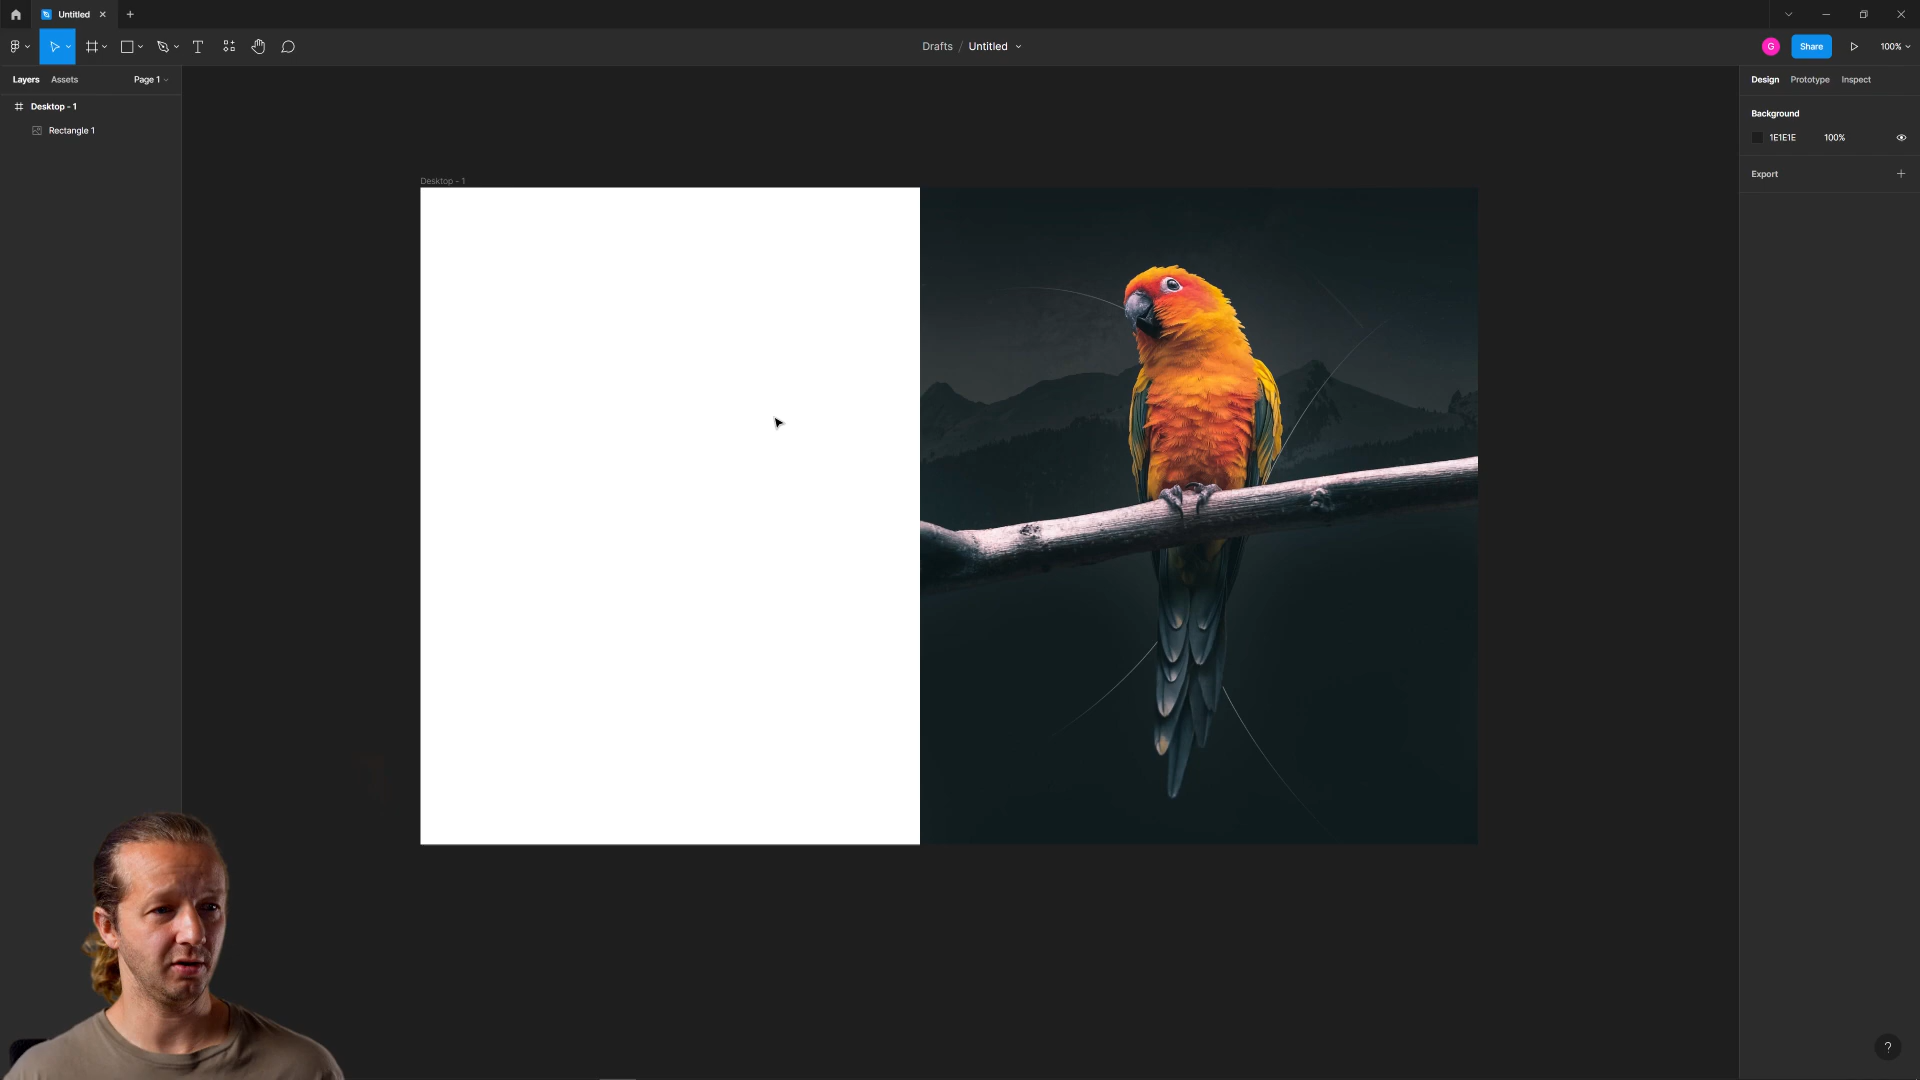 Untitled
Drafts / Untitled
G
Share
100%
Layers
Assets
Page 1
Design
Prototype
Inspect
Desktop - 1
Rectangle 1
Background
1E1E1E
100%
Export
Desktop - 1
?